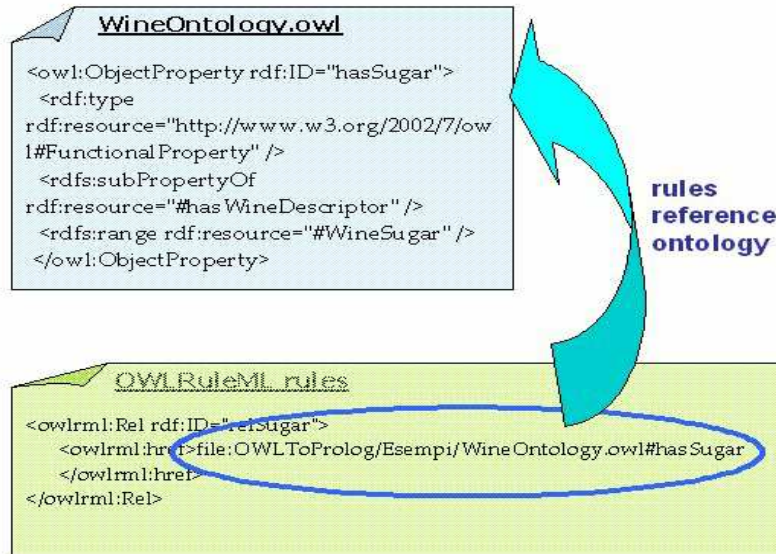 WineOntology.owl
<owl:ObjectProperty rdf:ID="hasSugar">
<rdf:type
rdf:resource="http://www.w3.org/2002/7/ow
l#FunctionalProperty" />
<rdfs:subPropertyOf
rdf:resource="#hasWineDescriptor" />
<rdfs:range rdf:resource="#WineSugar" />
</owl:ObjectProperty>
rules
reference
ontology
OWLRuleML rules
<owlrml:Rel rdf:ID="relSugar">
<owlrml:href>file:OWLToProlog/Esempi/WineOntology.owl#hasSugar
</owlrml:href>
</owlrml:Rel>